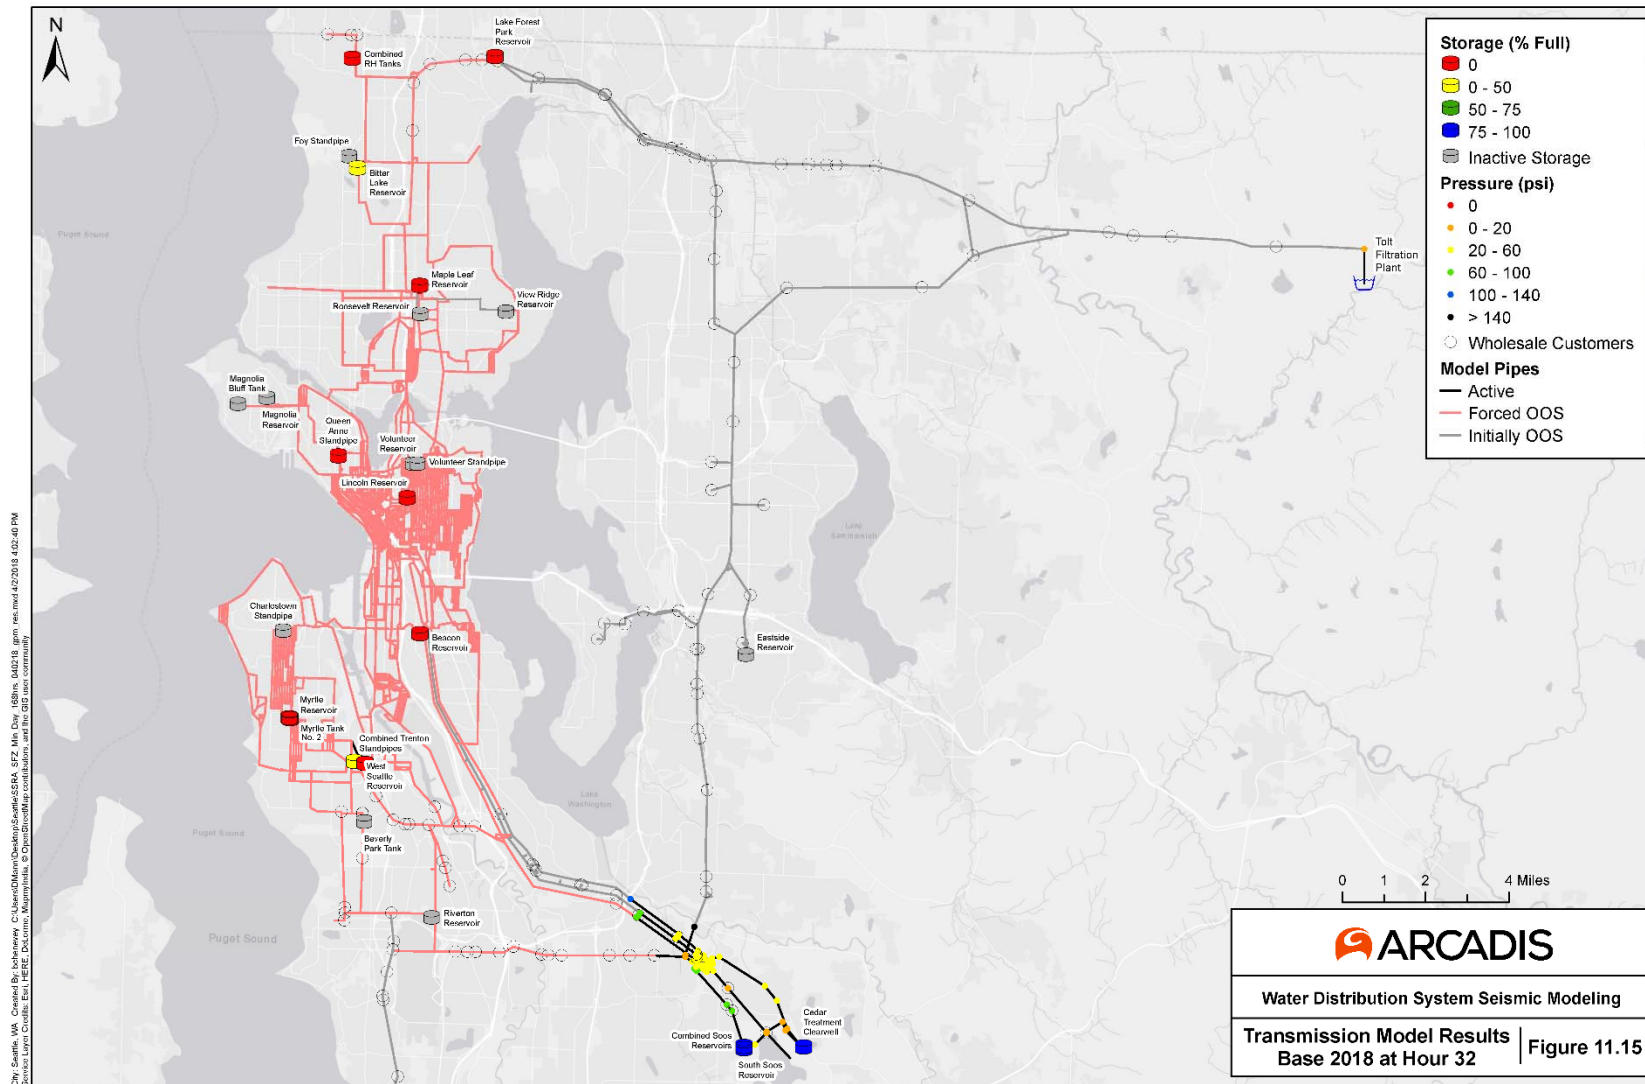 N
Lake Forest
Park
Reservoir
Combined
RH Tanks
Foy Standpipe
Bitter
Lake
Reservoir
Puget Sound
Maple Leaf
Reservoir
Roosevelt Reservoir
View Ridge
Reservoir
Tolt
Filtration
Plant
Magnolia
Bluff Tank
Magnolia
Reservoir
Queen
Anne
Standpipe
Volunteer
Reservoir
Volunteer Standpipe
Lincoln Reservoir
Lake
Sammamish
Charlestown
Standpipe
Beacon
Reservoir
Eastside
Reservoir
Myrtle
Reservoir
Myrtle Tank
No. 2
Combined Trenton
Standpipes
West
Seattle
Reservoir
Lake
Washington
Puget Sound
Beverly
Park Tank
Riverton
Reservoir
Puget Sound
Combined Soos
Reservoirs
South Soos
Reservoir
Cedar
Treatment
Clearwell
Storage (% Full)
0
0 - 50
50 - 75
75 - 100
Inactive Storage
Pressure (psi)
0
0 - 20
20 - 60
60 - 100
100 - 140
> 140
Wholesale Customers
Model Pipes
Active
Forced OOS
Initially OOS
0 1 2 4 Miles
ARCADIS
Water Distribution System Seismic Modeling
Transmission Model Results
Base 2018 at Hour 32
Figure 11.15